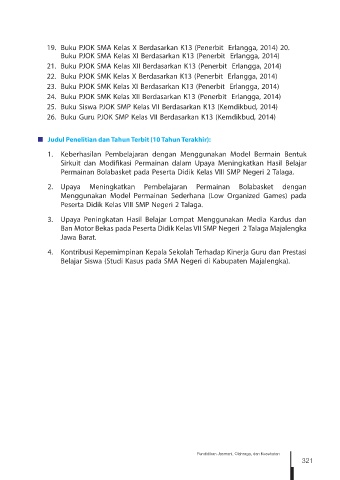 19. Buku PJOK SMA Kelas X Berdasarkan K13 (Penerbit Erlangga, 2014) 20.
Buku PJOK SMA Kelas XI Berdasarkan K13 (Penerbit Erlangga, 2014)
21. Buku PJOK SMA Kelas XII Berdasarkan K13 (Penerbit Erlangga, 2014)
22. Buku PJOK SMK Kelas X Berdasarkan K13 (Penerbit Erlangga, 2014)
23. Buku PJOK SMK Kelas XI Berdasarkan K13 (Penerbit Erlangga, 2014)
24. Buku PJOK SMK Kelas XII Berdasarkan K13 (Penerbit Erlangga, 2014)
25. Buku Siswa PJOK SMP Kelas VII Berdasarkan K13 (Kemdikbud, 2014)
26. Buku Guru PJOK SMP Kelas VII Berdasarkan K13 (Kemdikbud, 2014)
■ Judul Penelitian dan Tahun Terbit (10 Tahun Terakhir):
1. Keberhasilan Pembelajaran dengan Menggunakan Model Bermain Bentuk
Sirkuit dan Modifikasi Permainan dalam Upaya Meningkatkan Hasil Belajar
Permainan Bolabasket pada Peserta Didik Kelas VIII SMP Negeri 2 Talaga.
2. Upaya Meningkatkan Pembelajaran Permainan Bolabasket dengan
Menggunakan Model Permainan Sederhana (Low Organized Games) pada
Peserta Didik Kelas VIII SMP Negeri 2 Talaga.
3. Upaya Peningkatan Hasil Belajar Lompat Menggunakan Media Kardus dan
Ban Motor Bekas pada Peserta Didik Kelas VII SMP Negeri 2 Talaga Majalengka
Jawa Barat.
4. Kontribusi Kepemimpinan Kepala Sekolah Terhadap Kinerja Guru dan Prestasi
Belajar Siswa (Studi Kasus pada SMA Negeri di Kabupaten Majalengka).
Pendidikan Jasmani, Olahraga, dan Kesehatan
321